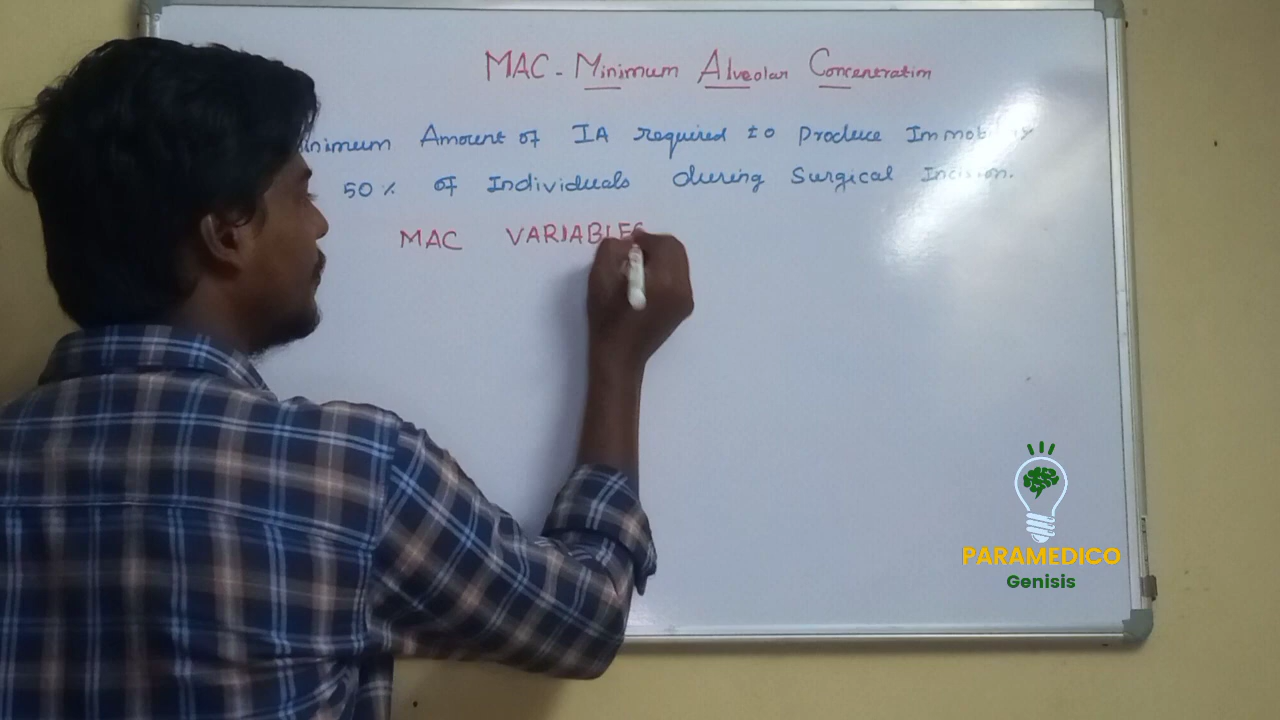 MAC - Minimum Alveolar Concentration
inimum Amount of IA required to Produce Immobility
50% of Individuals during Surgical Incision.
MAC VARIABLES
PARAMEDICO
Genisis